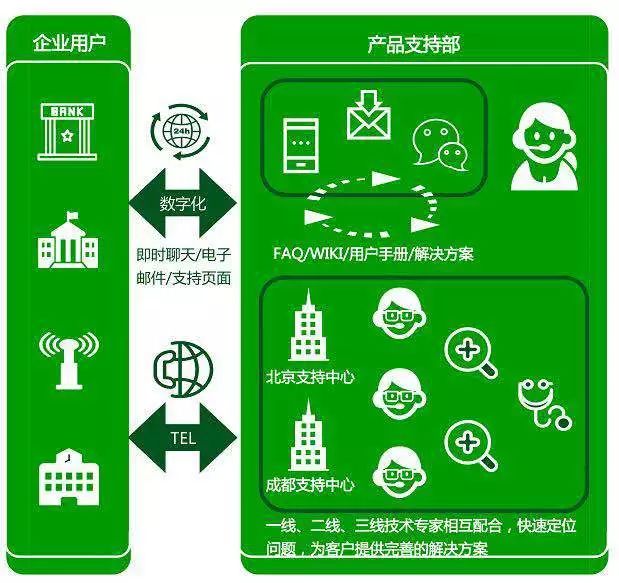 企业用户
产品支持部
BANK
24h
数字化
即时聊天/电子
邮件/支持页面
FAQ/WIKI/用户手册/解决方案
北京支持中心
TEL
成都支持中心
一线、二线、三线技术专家相互配合，快速定位
问题，为客户提供完善的解决方案